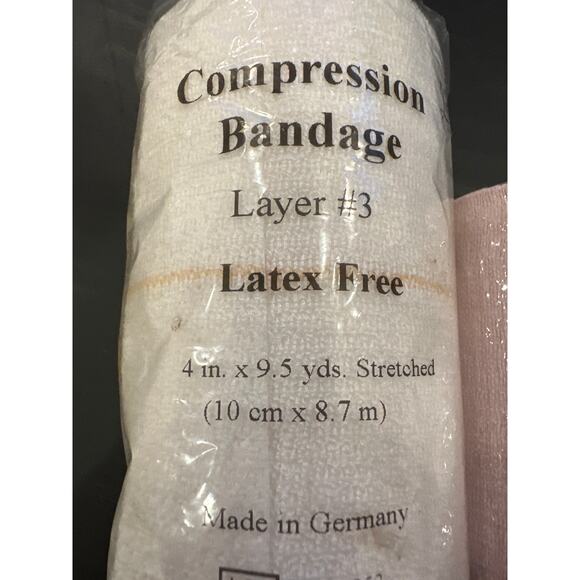 Compression
Bandage
Layer #3
Latex Free
4 in. x 9.5 yds. Stretched
(10 cm x 8.7 m)
Made in Germany